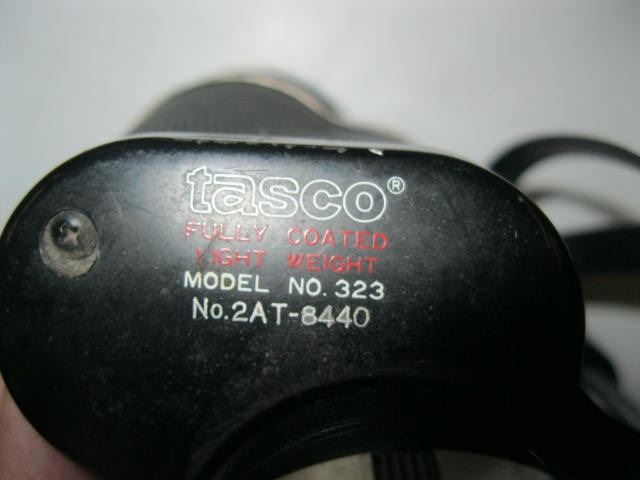 tasco®
FULLY COATED
LIGHT WEIGHT
MODEL NO. 323
No. 2AT-8440